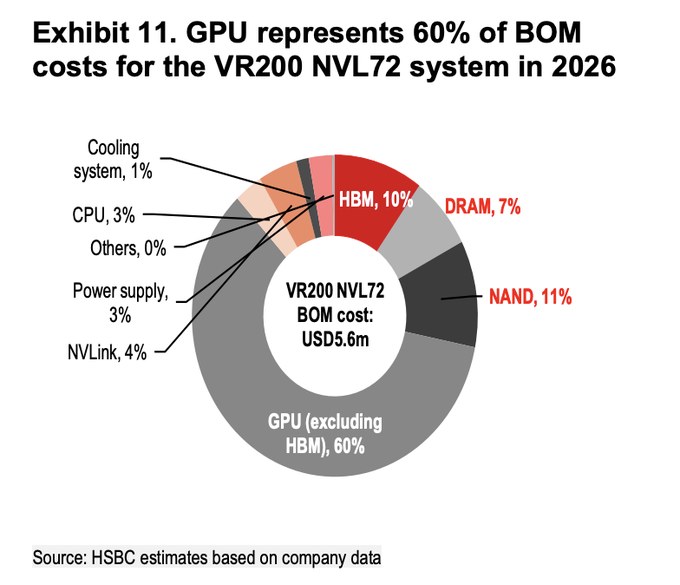 Exhibit 11. GPU represents 60% of BOM
costs for the VR200 NVL72 system in 2026
Cooling
system, 1%
CPU, 3%
Others, 0%
Power supply,
3%
NVLink, 4%
HBM, 10%
DRAM, 7%
NAND, 11%
VR200 NVL72
BOM cost:
USD5.6m
GPU (excluding
HBM), 60%
Source: HSBC estimates based on company data